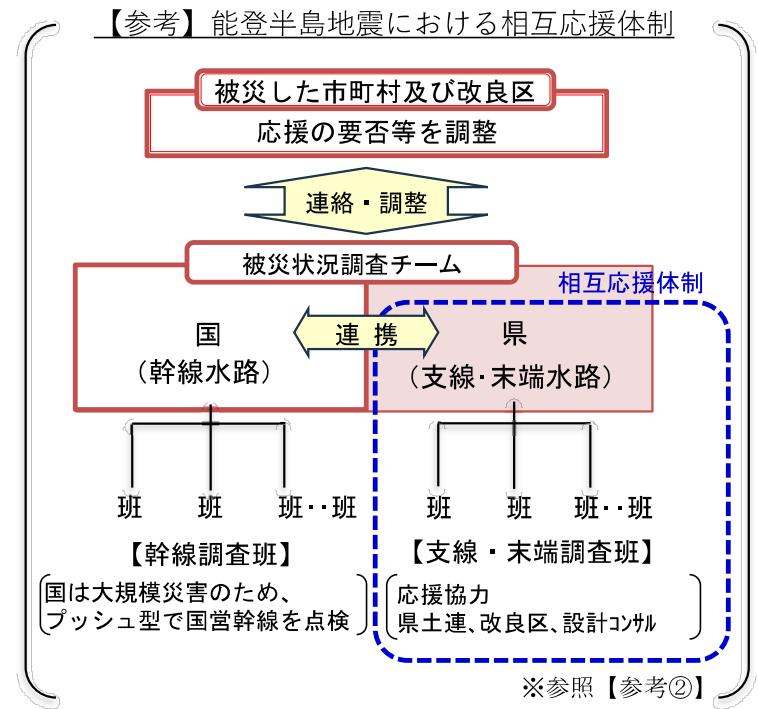 【参考】能登半島地震における相互応援体制
被災した市町村及び改良区
応援の要否等を調整
連絡・調整
被災状況調査チーム
相互応援体制
国
（幹線水路）
連 携
県
（支線・末端水路）
班 班 班・・班
【幹線調査班】
国は大規模災害のため、
プッシュ型で国営幹線を点検
班 班 班・・班
【支線・末端調査班】
応援協力
県土連、改良区、設計ｺﾝｻﾙ
※参照【参考②】